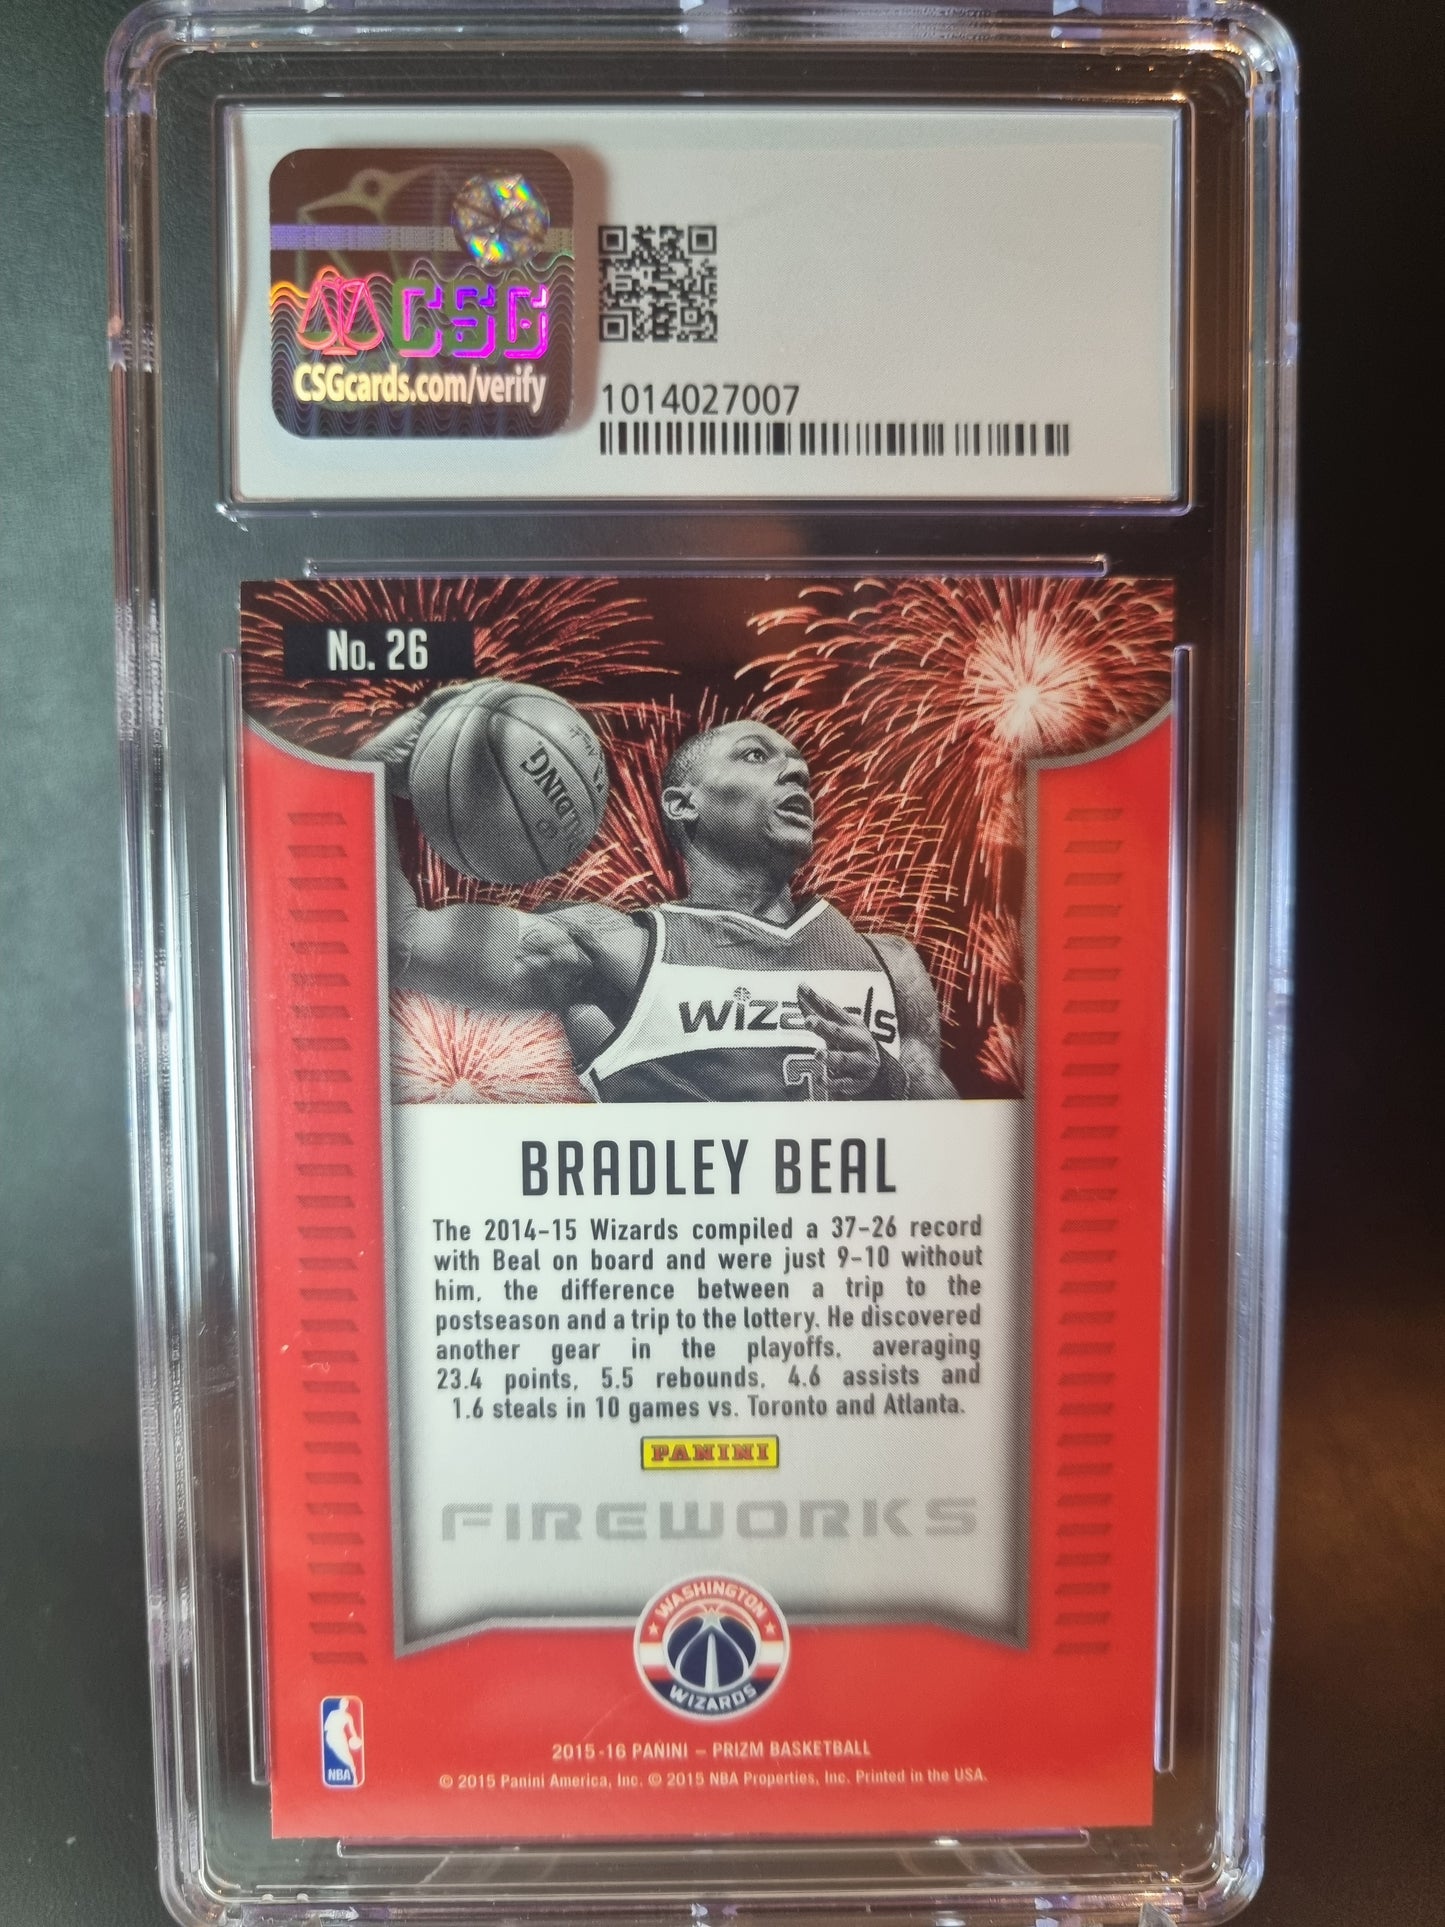 CSG
CSGcards.com/verify
1014027007
No. 26
SPALDING
wizards
BRADLEY BEAL
The 2014-15 Wizards compiled a 37-26 record
with Beal on board and were just 9-10 without
him, the difference between a trip to the
postseason and a trip to the lottery. He discovered
another gear in the playoffs, averaging
23.4 points, 5.5 rebounds, 4.6 assists and
1.6 steals in 10 games vs. Toronto and Atlanta.
PANINI
FIREWORKS
WASHINGTON
WIZARDS
NBA
2015-16 PANINI – PRIZM BASKETBALL
© 2015 Panini America, Inc. © 2015 NBA Properties, Inc. Printed in the USA.